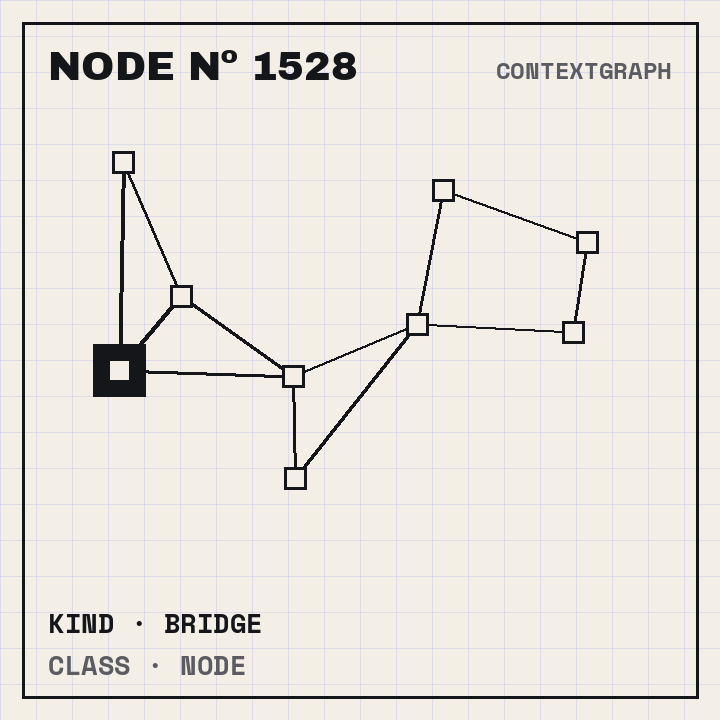 NODE Nº 1528
CONTEXTGRAPH
KIND · BRIDGE
CLASS · NODE